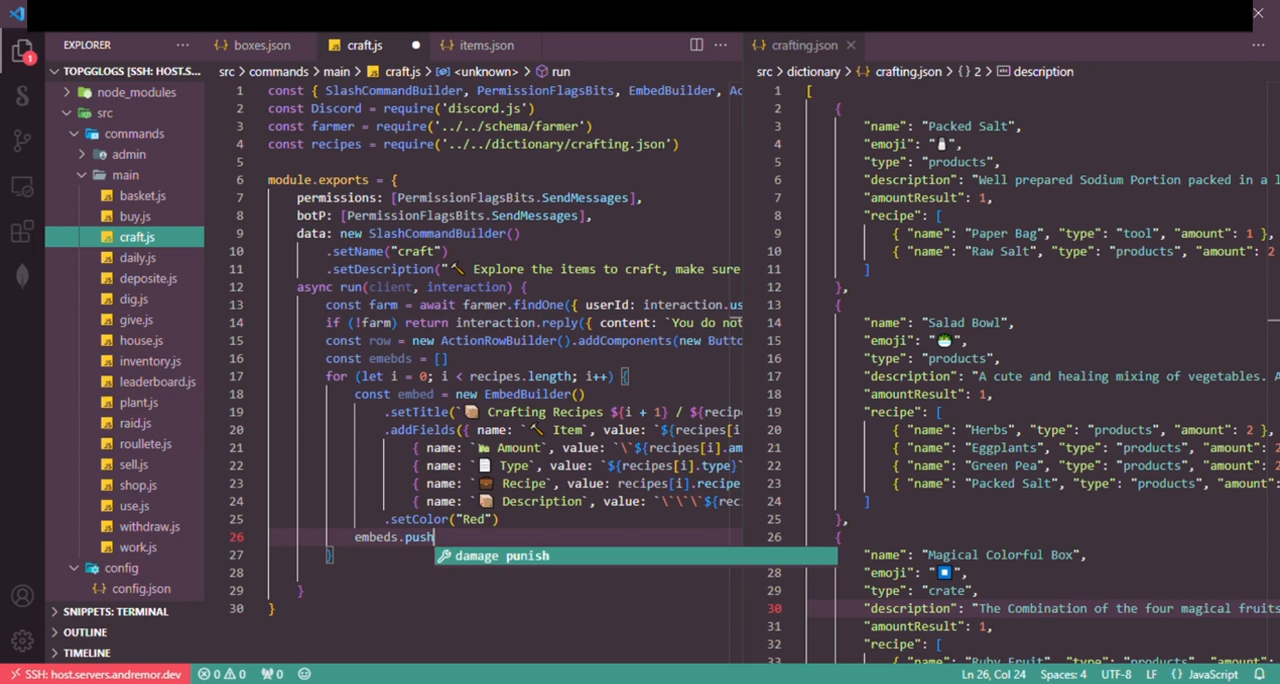 EXPLORER
boxes.json
craft.js
items.json
crafting.json
TOPGGLOGS [SSH: HOST.S...
node_modules
src
commands
admin
main
basket.js
buy.js
craft.js
daily.js
deposite.js
dig.js
give.js
house.js
inventory.js
leaderboard.js
plant.js
raid.js
roullete.js
sell.js
shop.js
use.js
withdraw.js
work.js
config
config.json
SNIPPETS: TERMINAL
OUTLINE
TIMELINE
src > commands > main > craft.js > <unknown> > run
1 const { SlashCommandBuilder, PermissionFlagsBits, EmbedBuilder, Ac
2 const Discord = require('discord.js')
3 const farmer = require('../../schema/farmer')
4 const recipes = require('../../dictionary/crafting.json')
5
6 module.exports = {
7 permissions: [PermissionFlagsBits.SendMessages],
8 botP: [PermissionFlagsBits.SendMessages],
9 data: new SlashCommandBuilder()
10 .setName("craft")
11 .setDescription("🔨 Explore the items to craft, make sure
12 async run(client, interaction) {
13 const farm = await farmer.findOne({ userId: interaction.us
14 if (!farm) return interaction.reply({ content: `You do not
15 const row = new ActionRowBuilder().addComponents(new Butto
16 const emebds = []
17 for (let i = 0; i < recipes.length; i++) {
18 const embed = new EmbedBuilder()
19 .setTitle(`📦 Crafting Recipes ${i + 1} / ${recipe
20 .addFields({ name: `🔨 Item`, value: `${recipes[i
21 { name: `Amount`, value: `\`${recipes[i].am
22 { name: `📄 Type`, value: `${recipes[i].type}`
23 { name: `💼 Recipe`, value: recipes[i].recipe
24 { name: `📦 Description`, value: `\`\`\`${reci
25 .setColor("Red")
26 embeds.push
damage punish
27 }
28
29 }
30 }
src > dictionary > crafting.json > { } 2 > description
1 [
2 {
3 "name": "Packed Salt",
4 "emoji": "🧂",
5 "type": "products",
6 "description": "Well prepared Sodium Portion packed in a l
7 "amountResult": 1,
8 "recipe": [
9 { "name": "Paper Bag", "type": "tool", "amount": 1 },
10 { "name": "Raw Salt", "type": "products", "amount": 2
11 ]
12 },
13 {
14 "name": "Salad Bowl",
15 "emoji": "🥗",
16 "type": "products",
17 "description": "A cute and healing mixing of vegetables. A
18 "amountResult": 1,
19 "recipe": [
20 { "name": "Herbs", "type": "products", "amount": 2 },
21 { "name": "Eggplants", "type": "products", "amount": 2
22 { "name": "Green Pea", "type": "products", "amount": 2
23 { "name": "Packed Salt", "type": "products", "amount":
24 ]
25 },
26 {
"name": "Magical Colorful Box",
28 "emoji": "⏹",
29 "type": "crate",
30 "description": "The Combination of the four magical fruits
31 "amountResult": 1,
32 "recipe": [
33 { "name": "Ruby Fruit", "type": "products", "amount":
SSH: host.servers.andremor.dev
0 0
0
Ln 26, Col 24
Spaces: 4
UTF-8
LF
{ } JavaScript